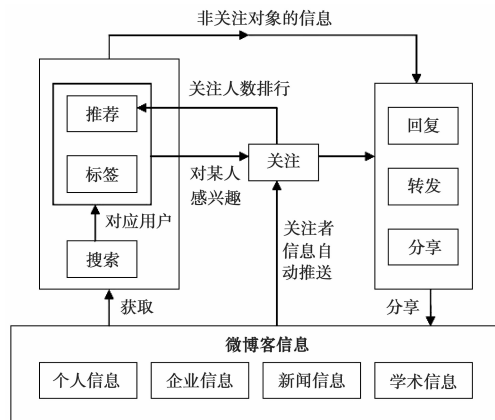 非关注对象的信息
关注人数排行
推荐
回复
关注
标签
对某人
感兴趣
转发
对应用户
关注者
信息自
动推送
搜索
分享
获取
分享
微博客信息
个人信息
企业信息
新闻信息
学术信息